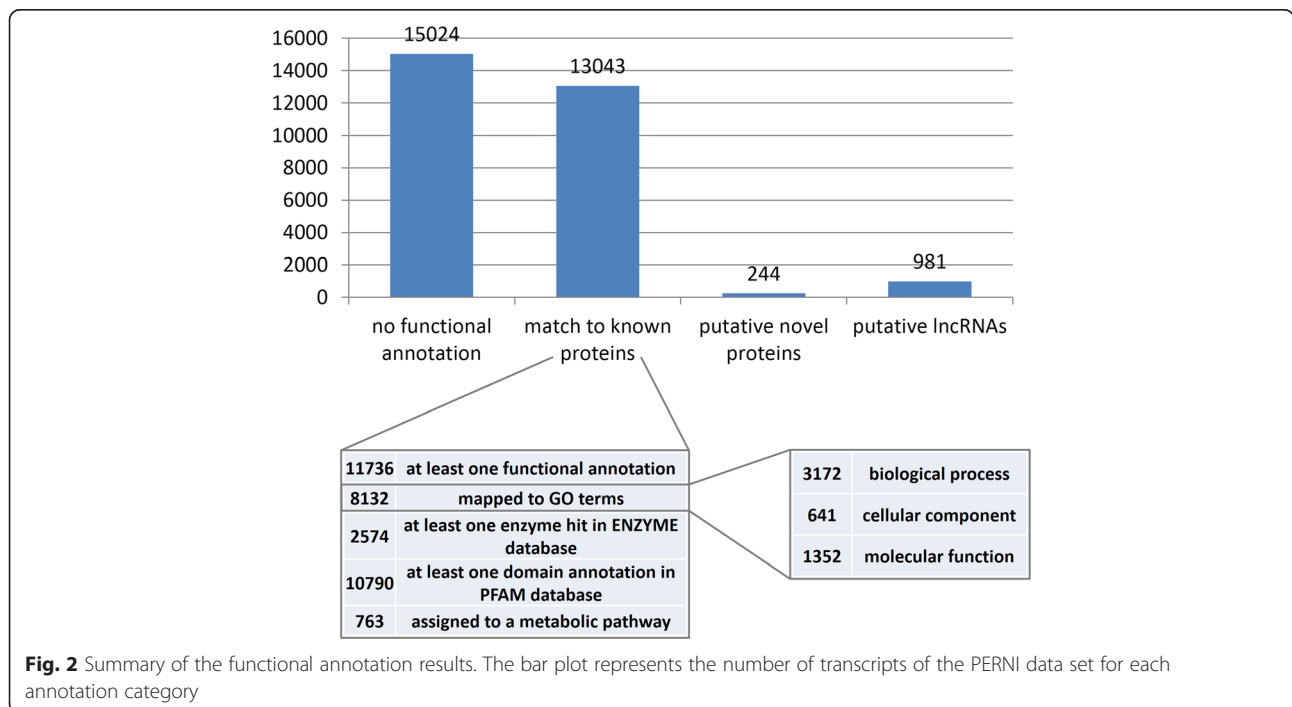 16000
14000
12000
10000
8000
6000
4000
2000
0
15024
13043
244
981
no functional
annotation
match to known
proteins
putative novel
proteins
putative lncRNAs
11736 at least one functional annotation
8132 mapped to GO terms
2574 at least one enzyme hit in ENZYME
database
10790 at least one domain annotation in
PFAM database
763 assigned to a metabolic pathway
3172 biological process
641 cellular component
1352 molecular function
Fig. 2 Summary of the functional annotation results. The bar plot represents the number of transcripts of the PERNI data set for each
annotation category